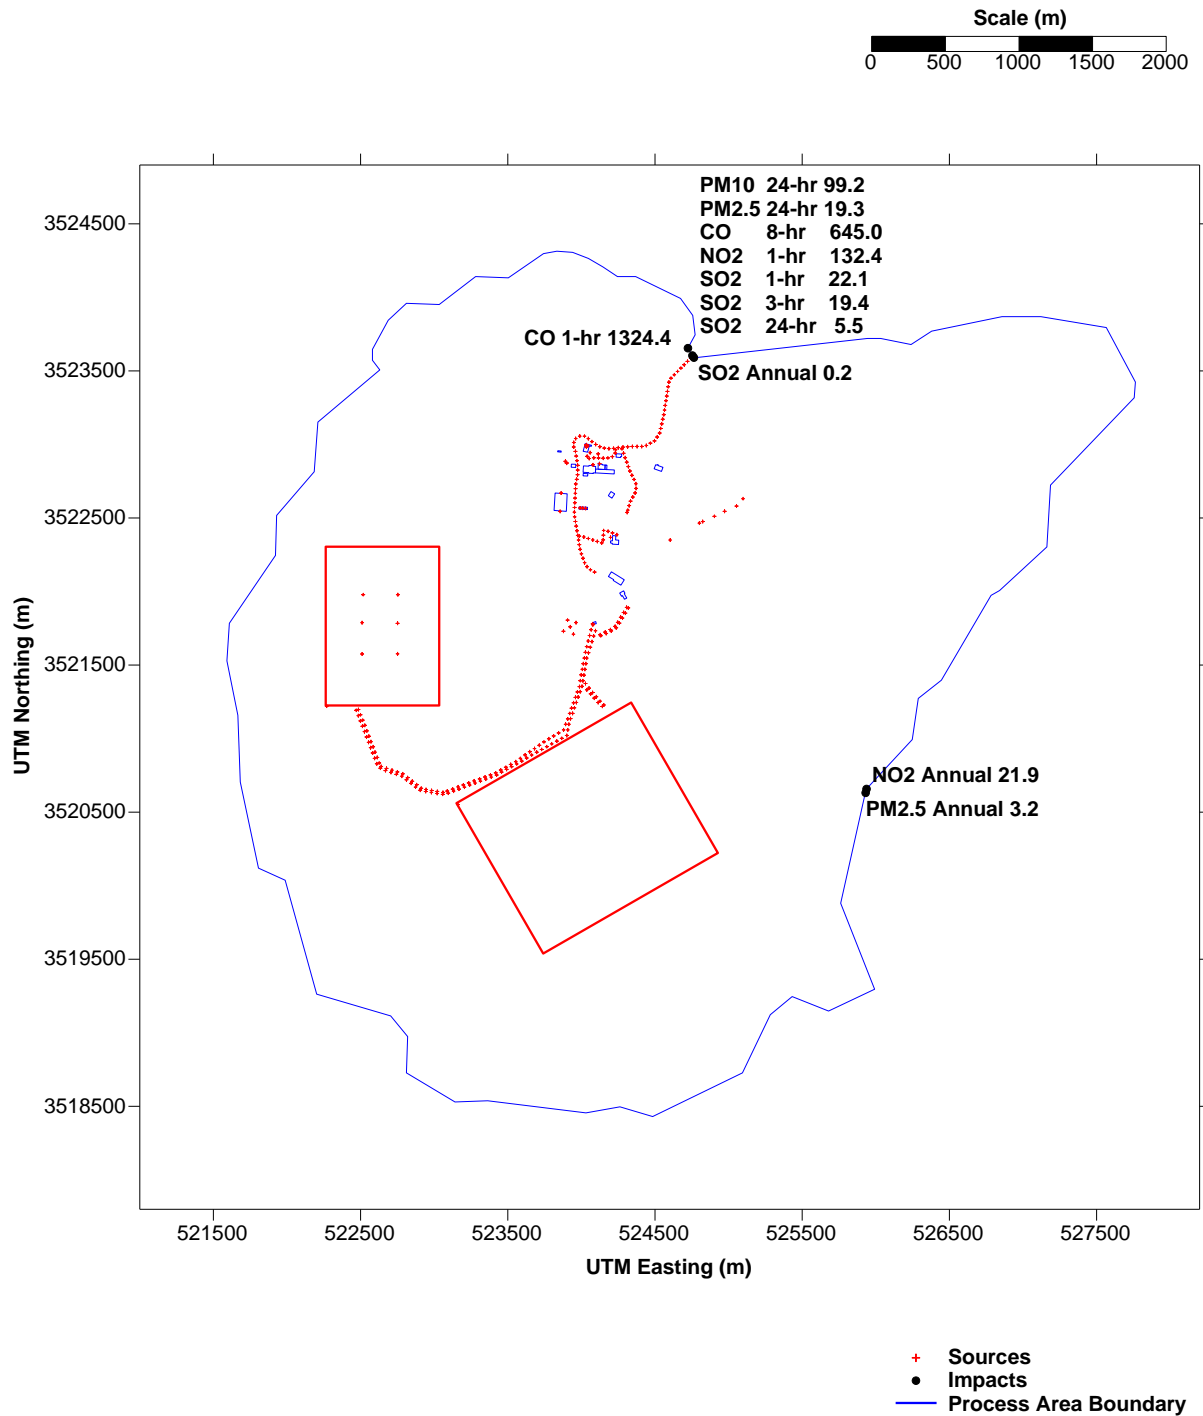 Scale (m)
0 500 1000 1500 2000
PM10 24-hr 99.2
PM2.5 24-hr 19.3
CO 8-hr 645.0
NO2 1-hr 132.4
SO2 1-hr 22.1
SO2 3-hr 19.4
SO2 24-hr 5.5
CO 1-hr 1324.4
SO2 Annual 0.2
NO2 Annual 21.9
PM2.5 Annual 3.2
3524500
3523500
3522500
3521500
3520500
3519500
3518500
UTM Northing (m)
521500 522500 523500 524500 525500 526500 527500
UTM Easting (m)
Sources
Impacts
Process Area Boundary